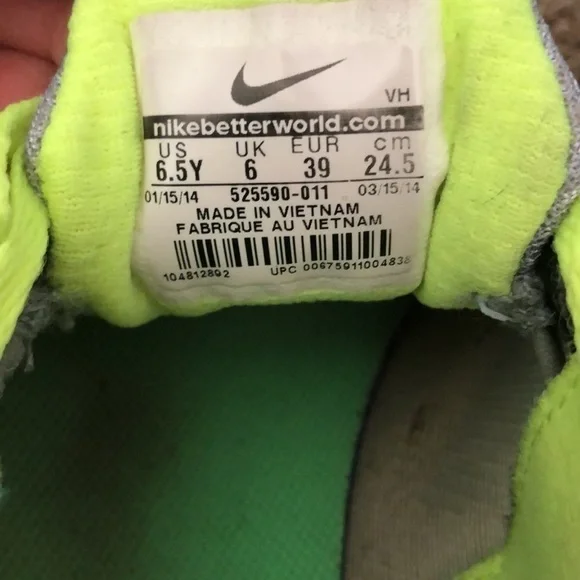 VH
nikebetterworld.com
US UK EUR cm
6.5Y 6 39 24.5
01/15/14 525590-011 03/15/14
MADE IN VIETNAM
FABRIQUE AU VIETNAM
104812892 UPC 00675911004838